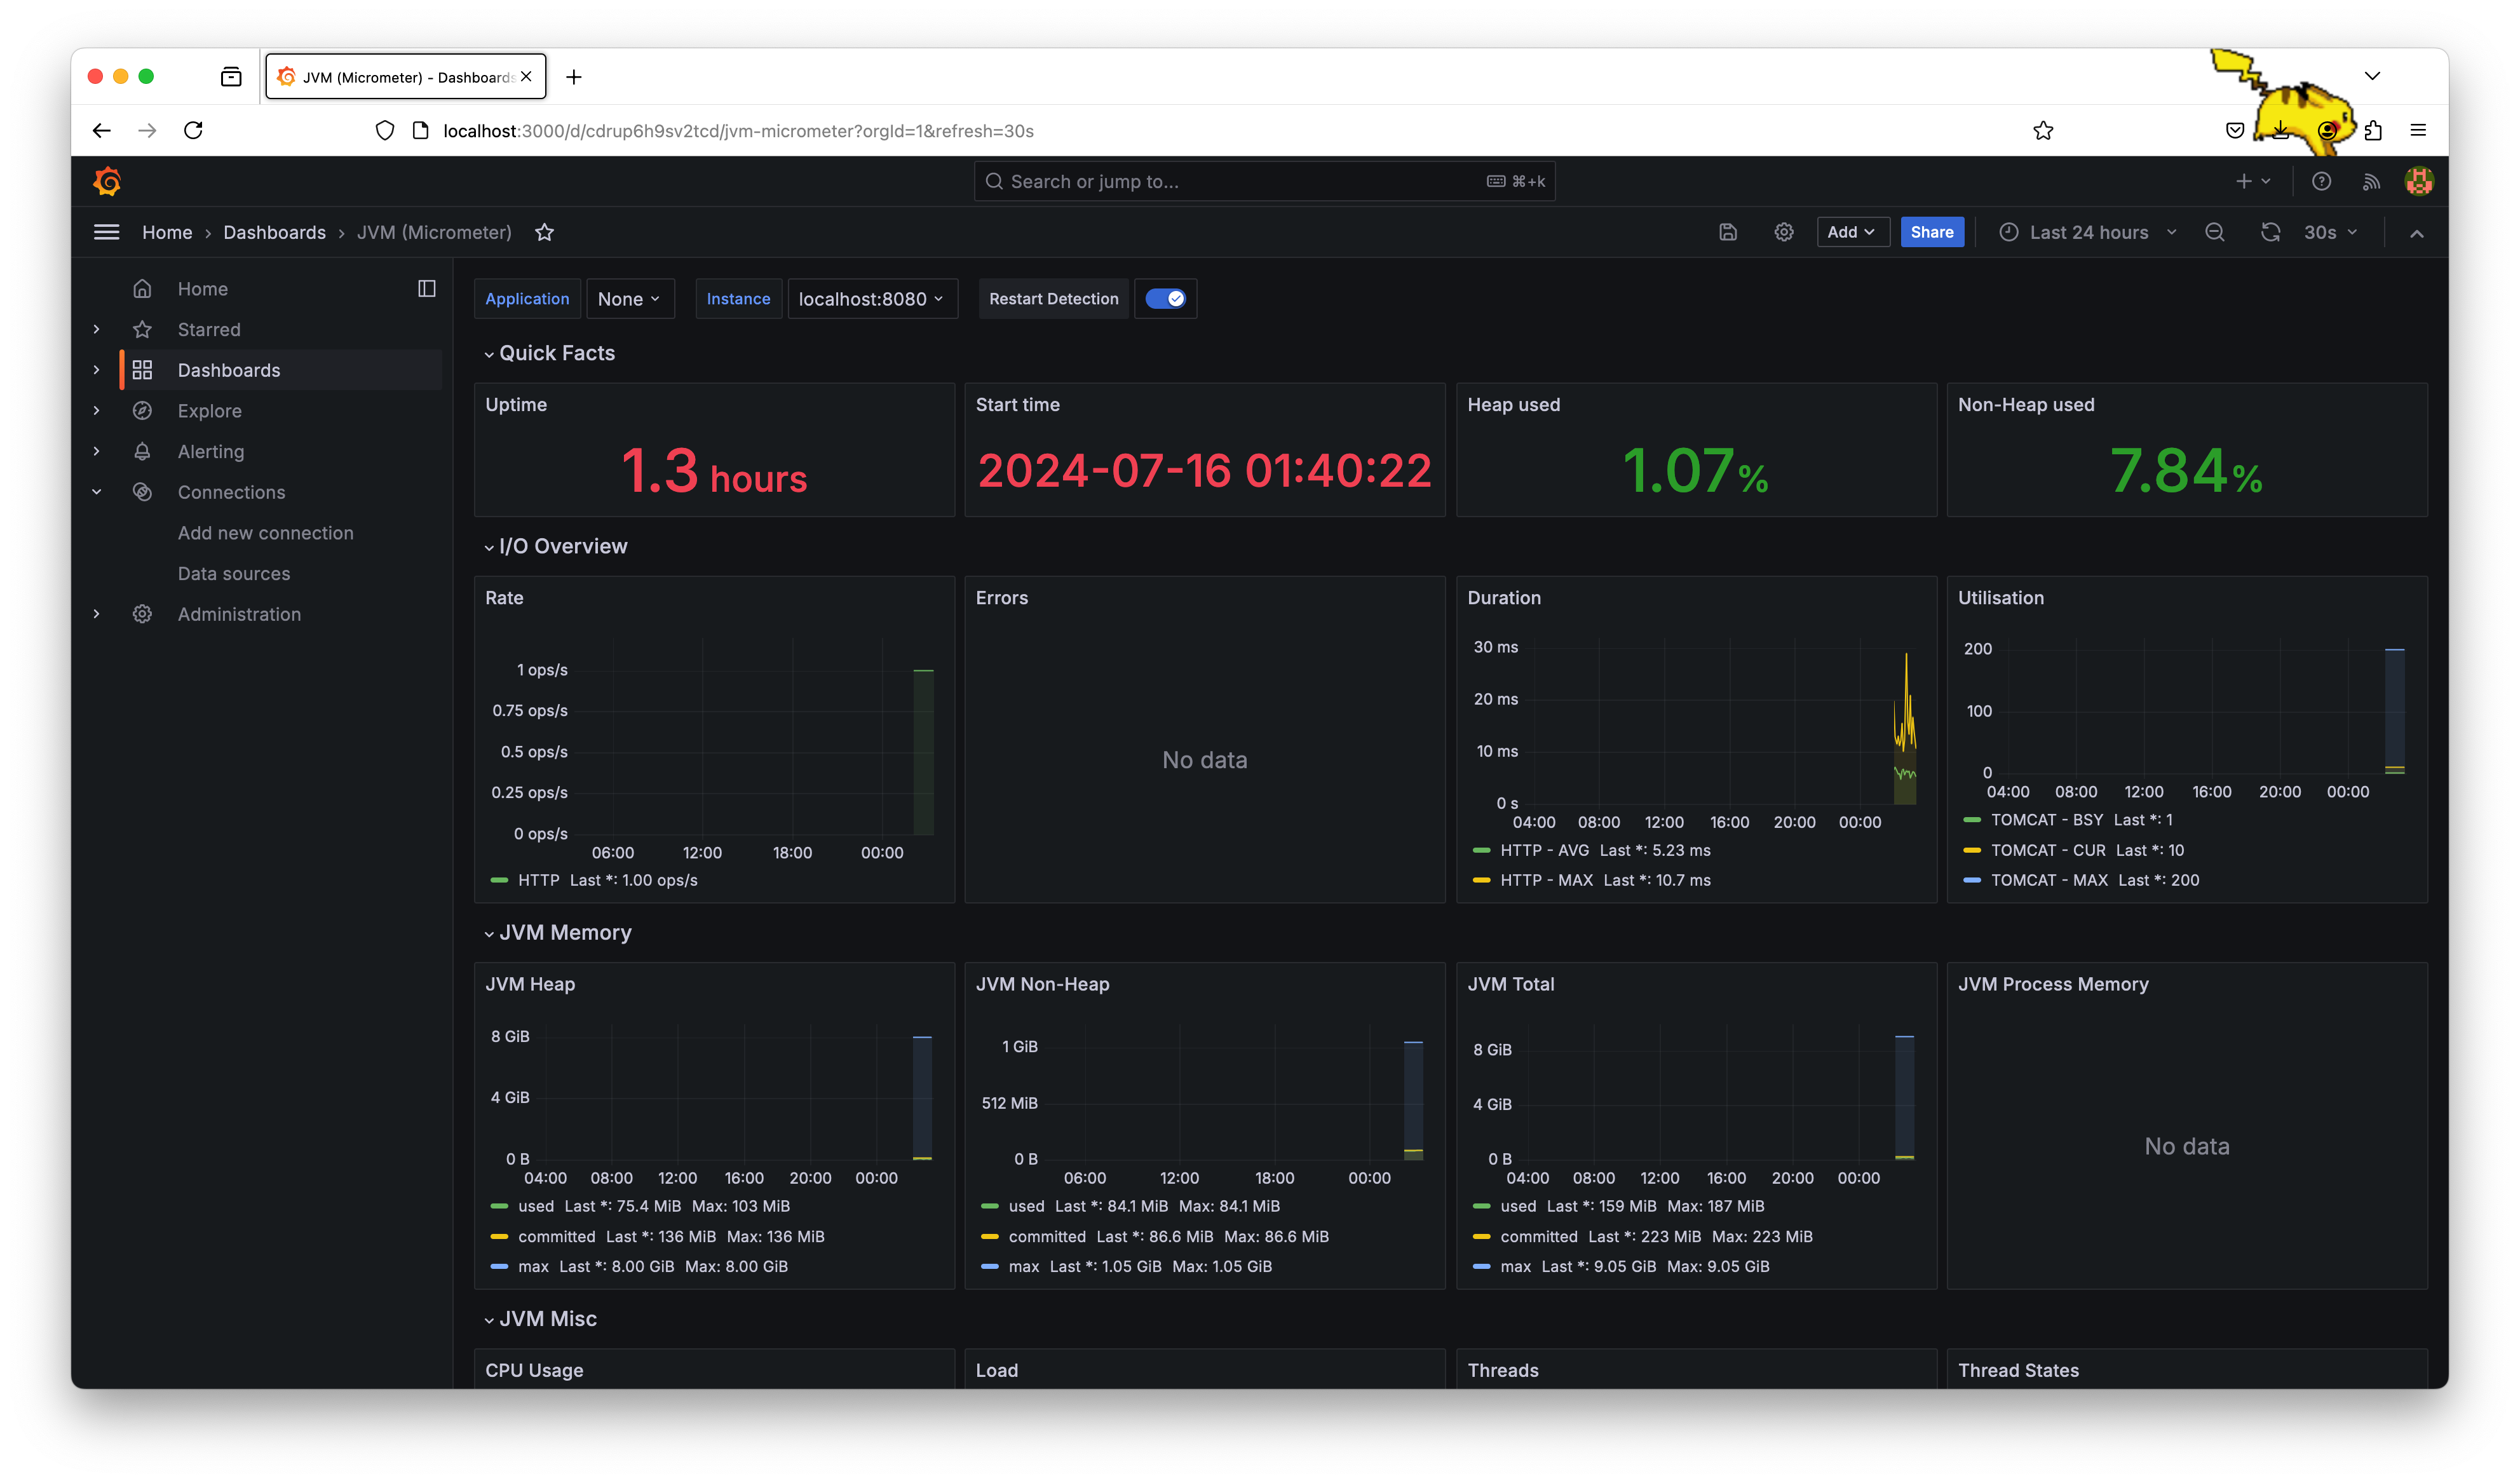 JVM (Micrometer) - Dashboards
localhost:3000/d/cdrup6h9sv2tcd/jvm-micrometer?orgId=1&refresh=30s
Search or jump to...
⌘+k
Home
Dashboards
JVM (Micrometer)
Add
Share
Last 24 hours
30s
Home
Starred
Dashboards
Explore
Alerting
Connections
Add new connection
Data sources
Administration
Application
None
Instance
localhost:8080
Restart Detection
Quick Facts
Uptime
1.3 hours
Start time
2024-07-16 01:40:22
Heap used
1.07%
Non-Heap used
7.84%
I/O Overview
Rate
1 ops/s
0.75 ops/s
0.5 ops/s
0.25 ops/s
0 ops/s
06:00 12:00 18:00 00:00
HTTP Last *: 1.00 ops/s
Errors
No data
Duration
30 ms
20 ms
10 ms
0 s
04:00 08:00 12:00 16:00 20:00 00:00
HTTP - AVG Last *: 5.23 ms
HTTP - MAX Last *: 10.7 ms
Utilisation
200
100
0
04:00 08:00 12:00 16:00 20:00 00:00
TOMCAT - BSY Last *: 1
TOMCAT - CUR Last *: 10
TOMCAT - MAX Last *: 200
JVM Memory
JVM Heap
8 GiB
4 GiB
0 B
04:00 08:00 12:00 16:00 20:00 00:00
used Last *: 75.4 MiB Max: 103 MiB
committed Last *: 136 MiB Max: 136 MiB
max Last *: 8.00 GiB Max: 8.00 GiB
JVM Non-Heap
1 GiB
512 MiB
0 B
06:00 12:00 18:00 00:00
used Last *: 84.1 MiB Max: 84.1 MiB
committed Last *: 86.6 MiB Max: 86.6 MiB
max Last *: 1.05 GiB Max: 1.05 GiB
JVM Total
8 GiB
4 GiB
0 B
04:00 08:00 12:00 16:00 20:00 00:00
used Last *: 159 MiB Max: 187 MiB
committed Last *: 223 MiB Max: 223 MiB
max Last *: 9.05 GiB Max: 9.05 GiB
JVM Process Memory
No data
JVM Misc
CPU Usage
Load
Threads
Thread States